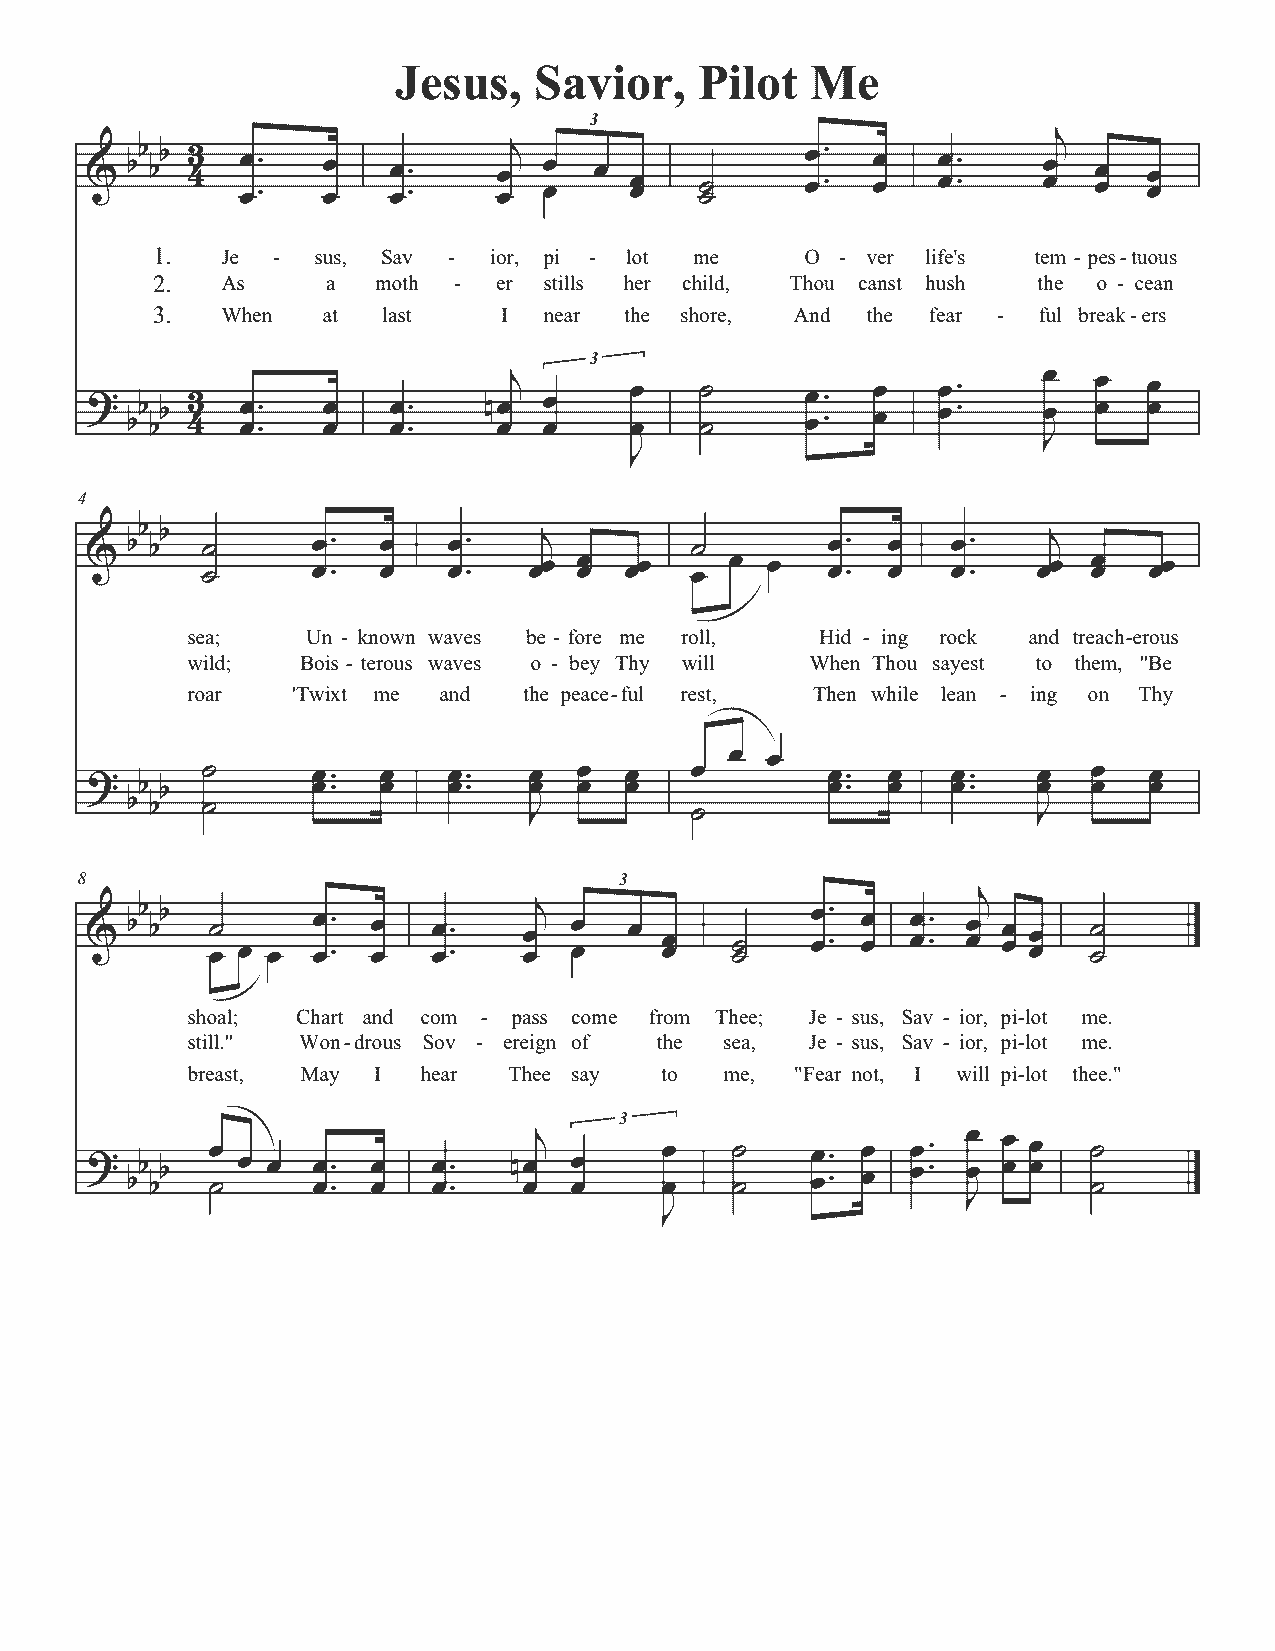 Jesus, Savior, Pilot Me
3
1. Je - sus, Sav - ior, pi - lot me O - ver life's tem - pes - tuous
2. As a moth - er stills her child, Thou canst hush the o - cean
3. When at last I near the shore, And the fear - ful break - ers
3
4
sea; Un - known waves be - fore me roll, Hid - ing rock and treach-erous
wild; Bois - terous waves o - bey Thy will When Thou sayest to them, "Be
roar 'Twixt me and the peace - ful rest, Then while lean - ing on Thy
8 3
shoal; Chart and com - pass come from Thee; Je - sus, Sav - ior, pi-lot me.
still." Won - drous Sov - ereign of the sea, Je - sus, Sav - ior, pi-lot me.
breast, May I hear Thee say to me, "Fear not, I will pi-lot thee."
3